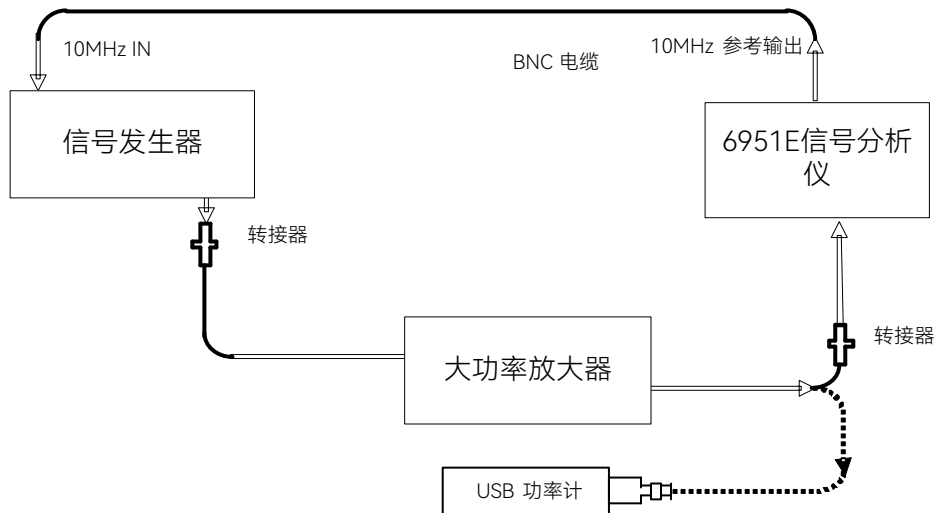 10MHz IN
BNC 电缆
10MHz 参考输出
信号发生器
6951E信号分析
仪
转接器
转接器
大功率放大器
USB 功率计